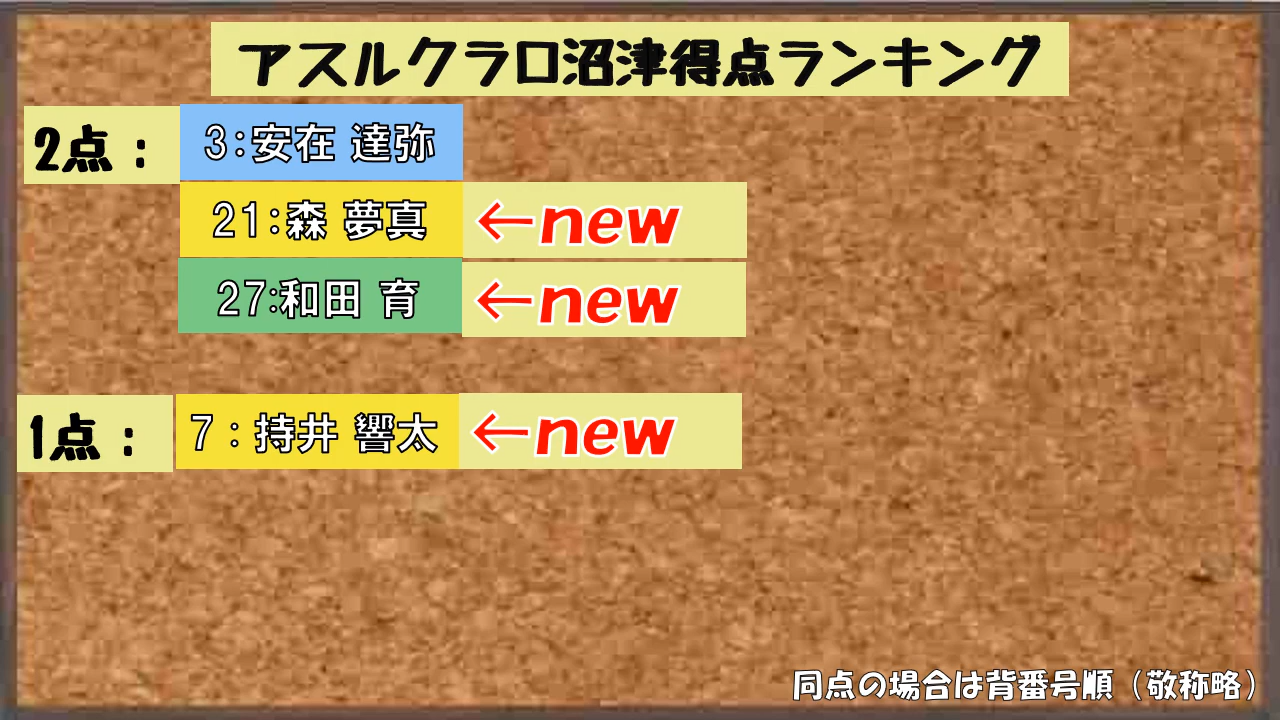 アスルクラロ沼津得点ランキング
2点： 3:安在 達弥
21:森 夢真 ←new
27:和田 育 ←new
1点： 7：持井 響太 ←new
同点の場合は背番号順（敬称略）